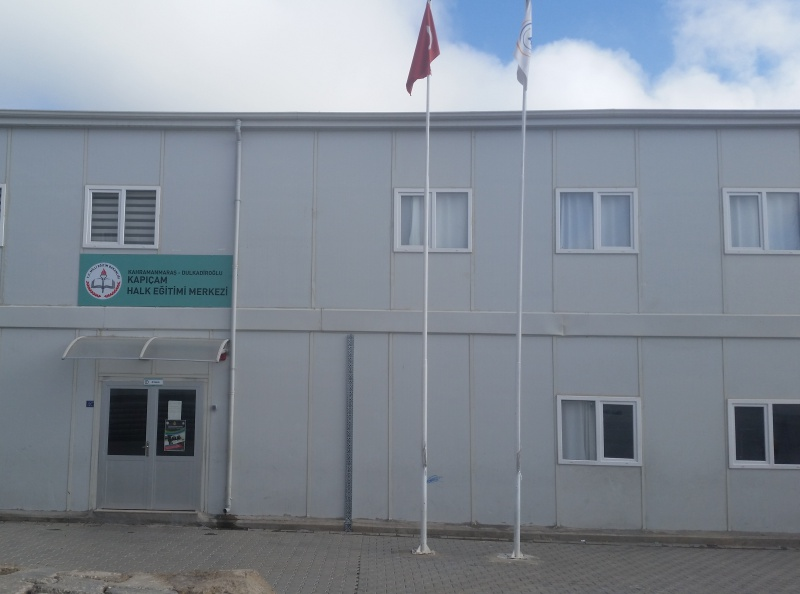 KAHRAMANMARAŞ - DULKADİROĞLU
KAPIÇAM
HALK EĞİTİMİ MERKEZİ